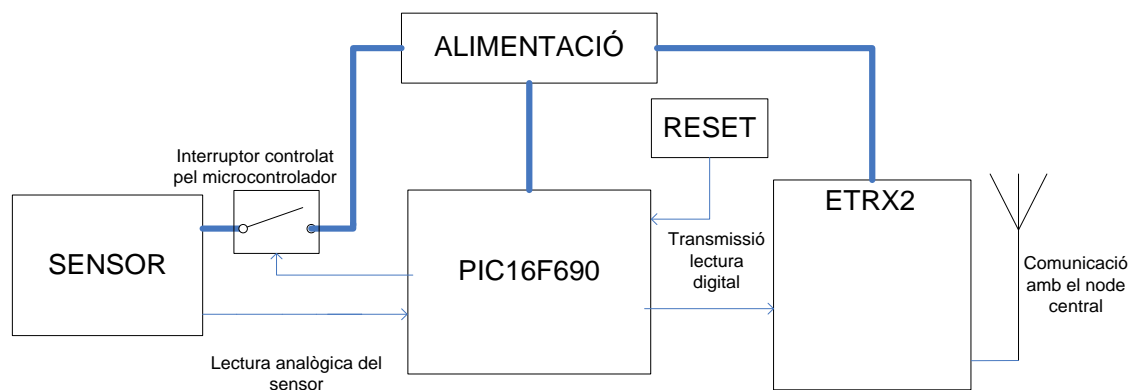 ALIMENTACIÓ
RESET
Interruptor controlat
pel microcontrolador
SENSOR
PIC16F690
ETRX2
Transmissió
lectura
digital
Comunicació
amb el node
central
Lectura analògica del
sensor